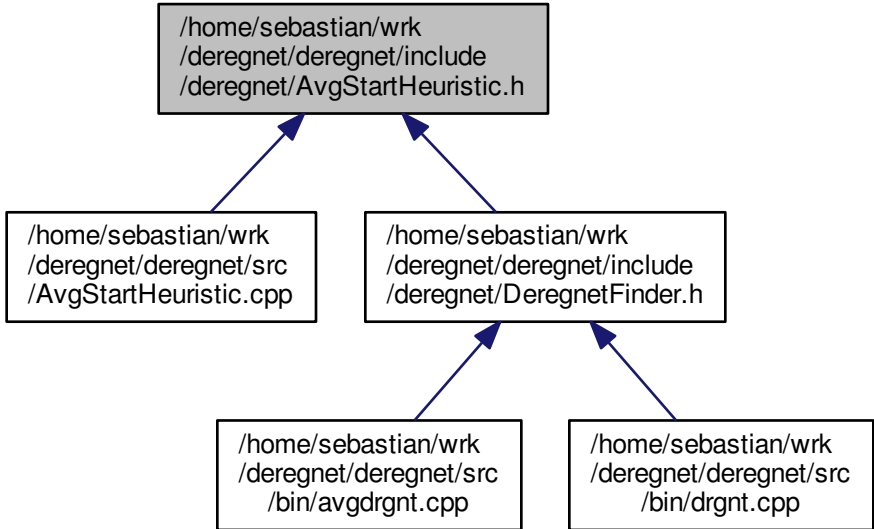 /home/sebastian/wrk
/deregnet/deregnet/include
/deregnet/AvgStartHeuristic.h
/home/sebastian/wrk
/deregnet/deregnet/src
/AvgStartHeuristic.cpp
/home/sebastian/wrk
/deregnet/deregnet/include
/deregnet/DeregnetFinder.h
/home/sebastian/wrk
/deregnet/deregnet/src
/bin/avgdrgnt.cpp
/home/sebastian/wrk
/deregnet/deregnet/src
/bin/drgnt.cpp